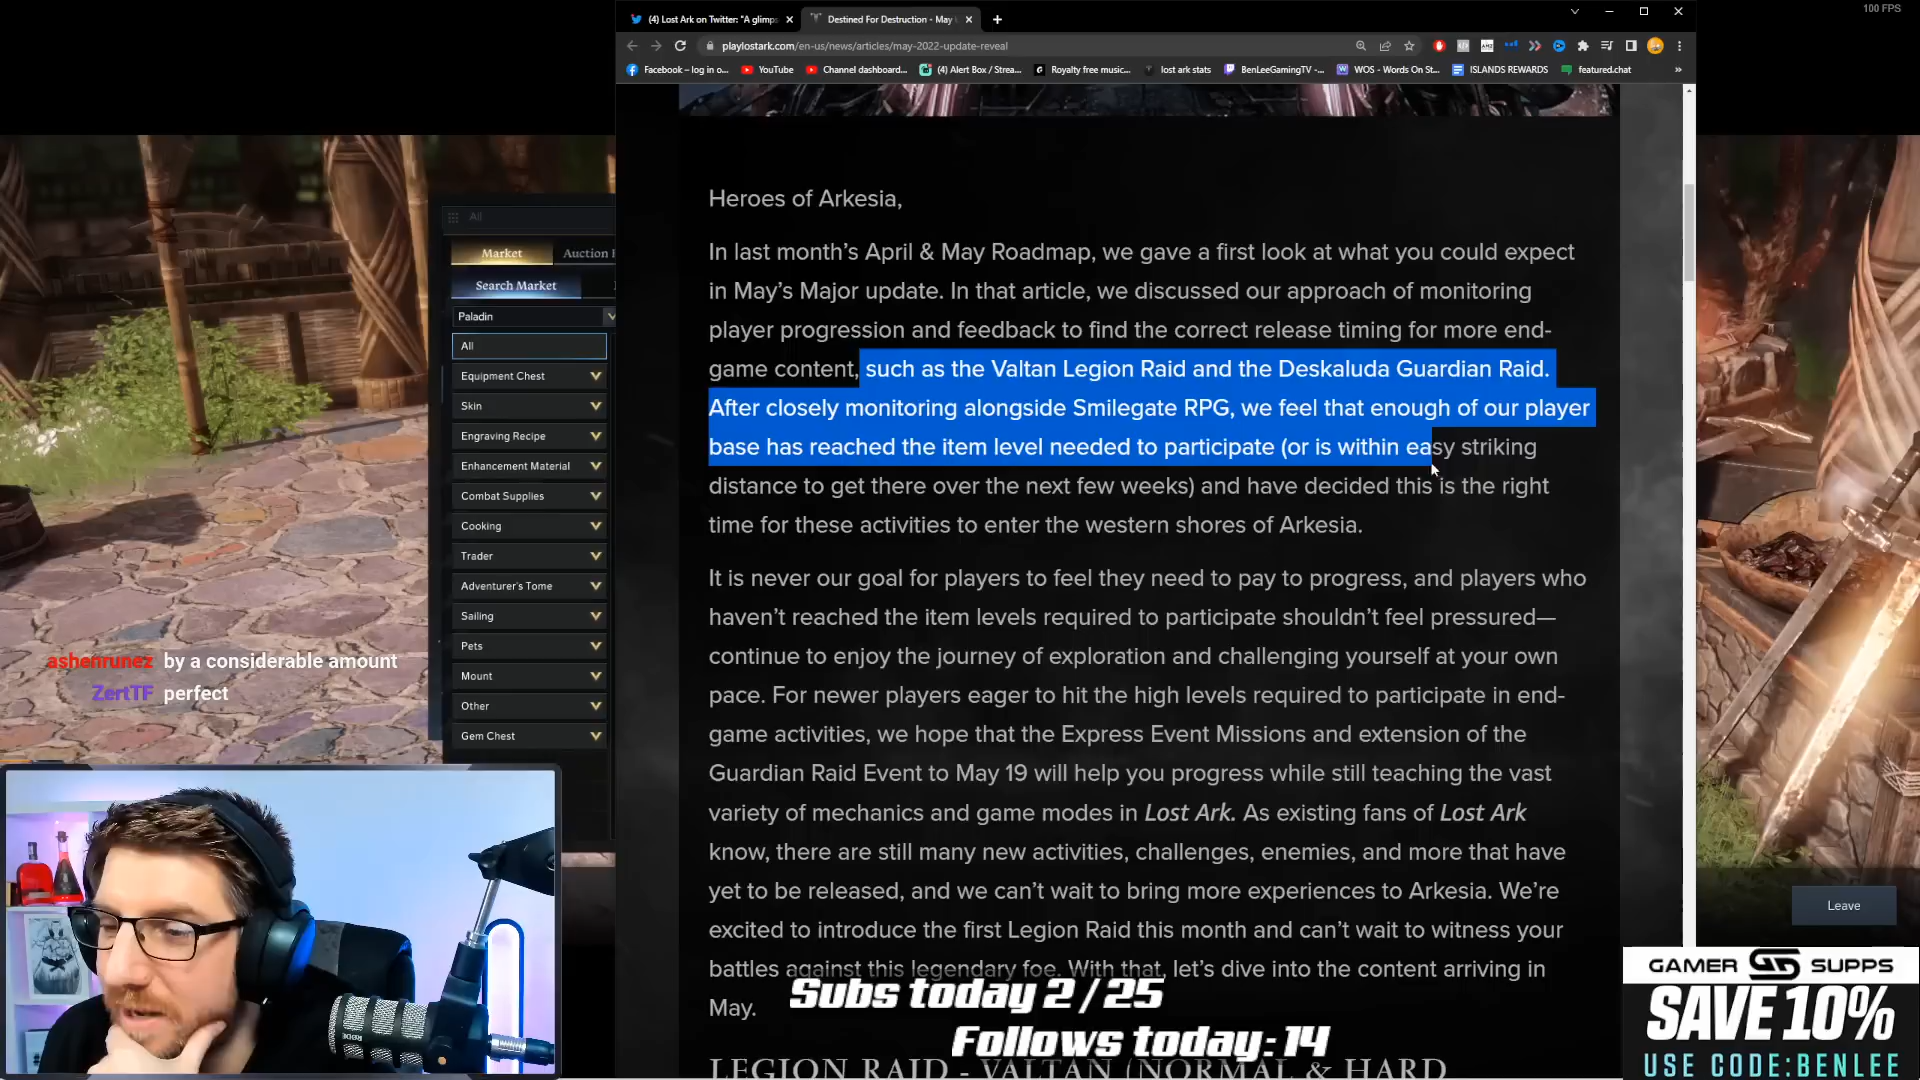 100 FPS
(4) Lost Ark on Twitter: "A glimps
Destined For Destruction - May
playlostark.com/en-us/news/articles/may-2022-update-reveal
Facebook – log in o...
YouTube
Channel dashboard...
(4) Alert Box / Strea...
Royalty free music...
lost ark stats
BenLeeGamingTV -...
WOS - Words On St...
ISLANDS REWARDS
featured.chat
Heroes of Arkesia,
In last month's April & May Roadmap, we gave a first look at what you could expect
in May's Major update. In that article, we discussed our approach of monitoring
player progression and feedback to find the correct release timing for more end-
game content, such as the Valtan Legion Raid and the Deskaluda Guardian Raid.
After closely monitoring alongside Smilegate RPG, we feel that enough of our player
base has reached the item level needed to participate (or is within easy striking
distance to get there over the next few weeks) and have decided this is the right
time for these activities to enter the western shores of Arkesia.
It is never our goal for players to feel they need to pay to progress, and players who
haven't reached the item levels required to participate shouldn't feel pressured—
continue to enjoy the journey of exploration and challenging yourself at your own
pace. For newer players eager to hit the high levels required to participate in end-
game activities, we hope that the Express Event Missions and extension of the
Guardian Raid Event to May 19 will help you progress while still teaching the vast
variety of mechanics and game modes in Lost Ark. As existing fans of Lost Ark
know, there are still many new activities, challenges, enemies, and more that have
yet to be released, and we can't wait to bring more experiences to Arkesia. We're
excited to introduce the first Legion Raid this month and can't wait to witness your
battles against this legendary foe. With that, let's dive into the content arriving in
May.
LEGION RAID - VALTAN (NORMAL & HARD
All
Market
Auction
Search Market
Paladin
All
Equipment Chest
Skin
Engraving Recipe
Enhancement Material
Combat Supplies
Cooking
Trader
Adventurer's Tome
Sailing
Pets
Mount
Other
Gem Chest
ashenrunez by a considerable amount
ZertTF perfect
Subs today 2/25
Follows today: 14
Leave
GAMER SUPPS
SAVE 10%
USE CODE:BENLEE